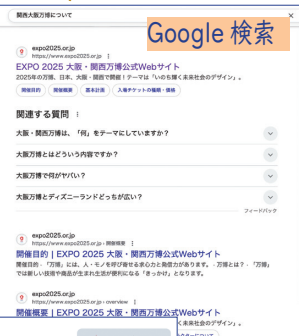 関西大阪万博について
×
Google 検索
expo2025.or.jp
https://www.expo2025.or.jp
EXPO 2025 大阪・関西万博公式Webサイト
2025年の万博、日本、大阪・関西で開催！テーマは「いのち輝く未来社会のデザイン」。
開催目的
開催概要
基本計画
入場チケットの種類・価格
関連する質問
大阪・関西万博は、「何」をテーマにしていますか？
大阪万博とはどういう内容ですか？
大阪万博で何がヤバい？
大阪万博とディズニーランドどっちが広い？
フィードバック
expo2025.or.jp
https://www.expo2025.or.jp › 開催概要
開催目的 | EXPO 2025 大阪・関西万博公式Webサイト
開催目的 · 「万博」には、人・モノを呼び寄せる求心力と発信力があります。 · 万博とは？ · 「万博」
では新しい技術や商品が生まれ生活が便利になる「きっかけ」となります。
expo2025.or.jp
https://www.expo2025.or.jp › overview
開催概要 | EXPO 2025 大阪・関西万博公式Webサイト
く未来社会のデザイン」。